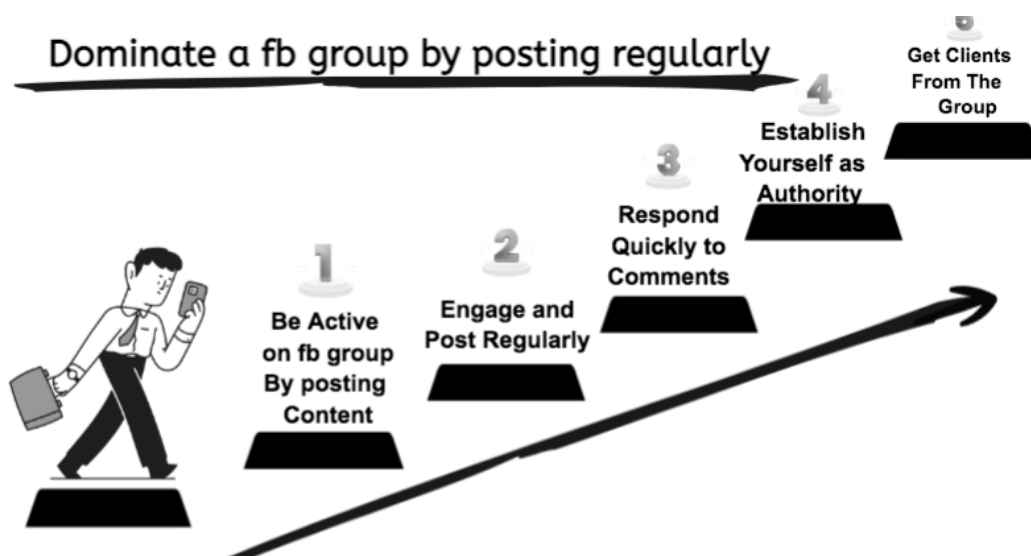 Dominate a fb group by posting regularly
1
Be Active
on fb group
By posting
Content
2
Engage and
Post Regularly
3
Respond
Quickly to
Comments
4
Establish
Yourself as
Authority
Get Clients
From The
Group